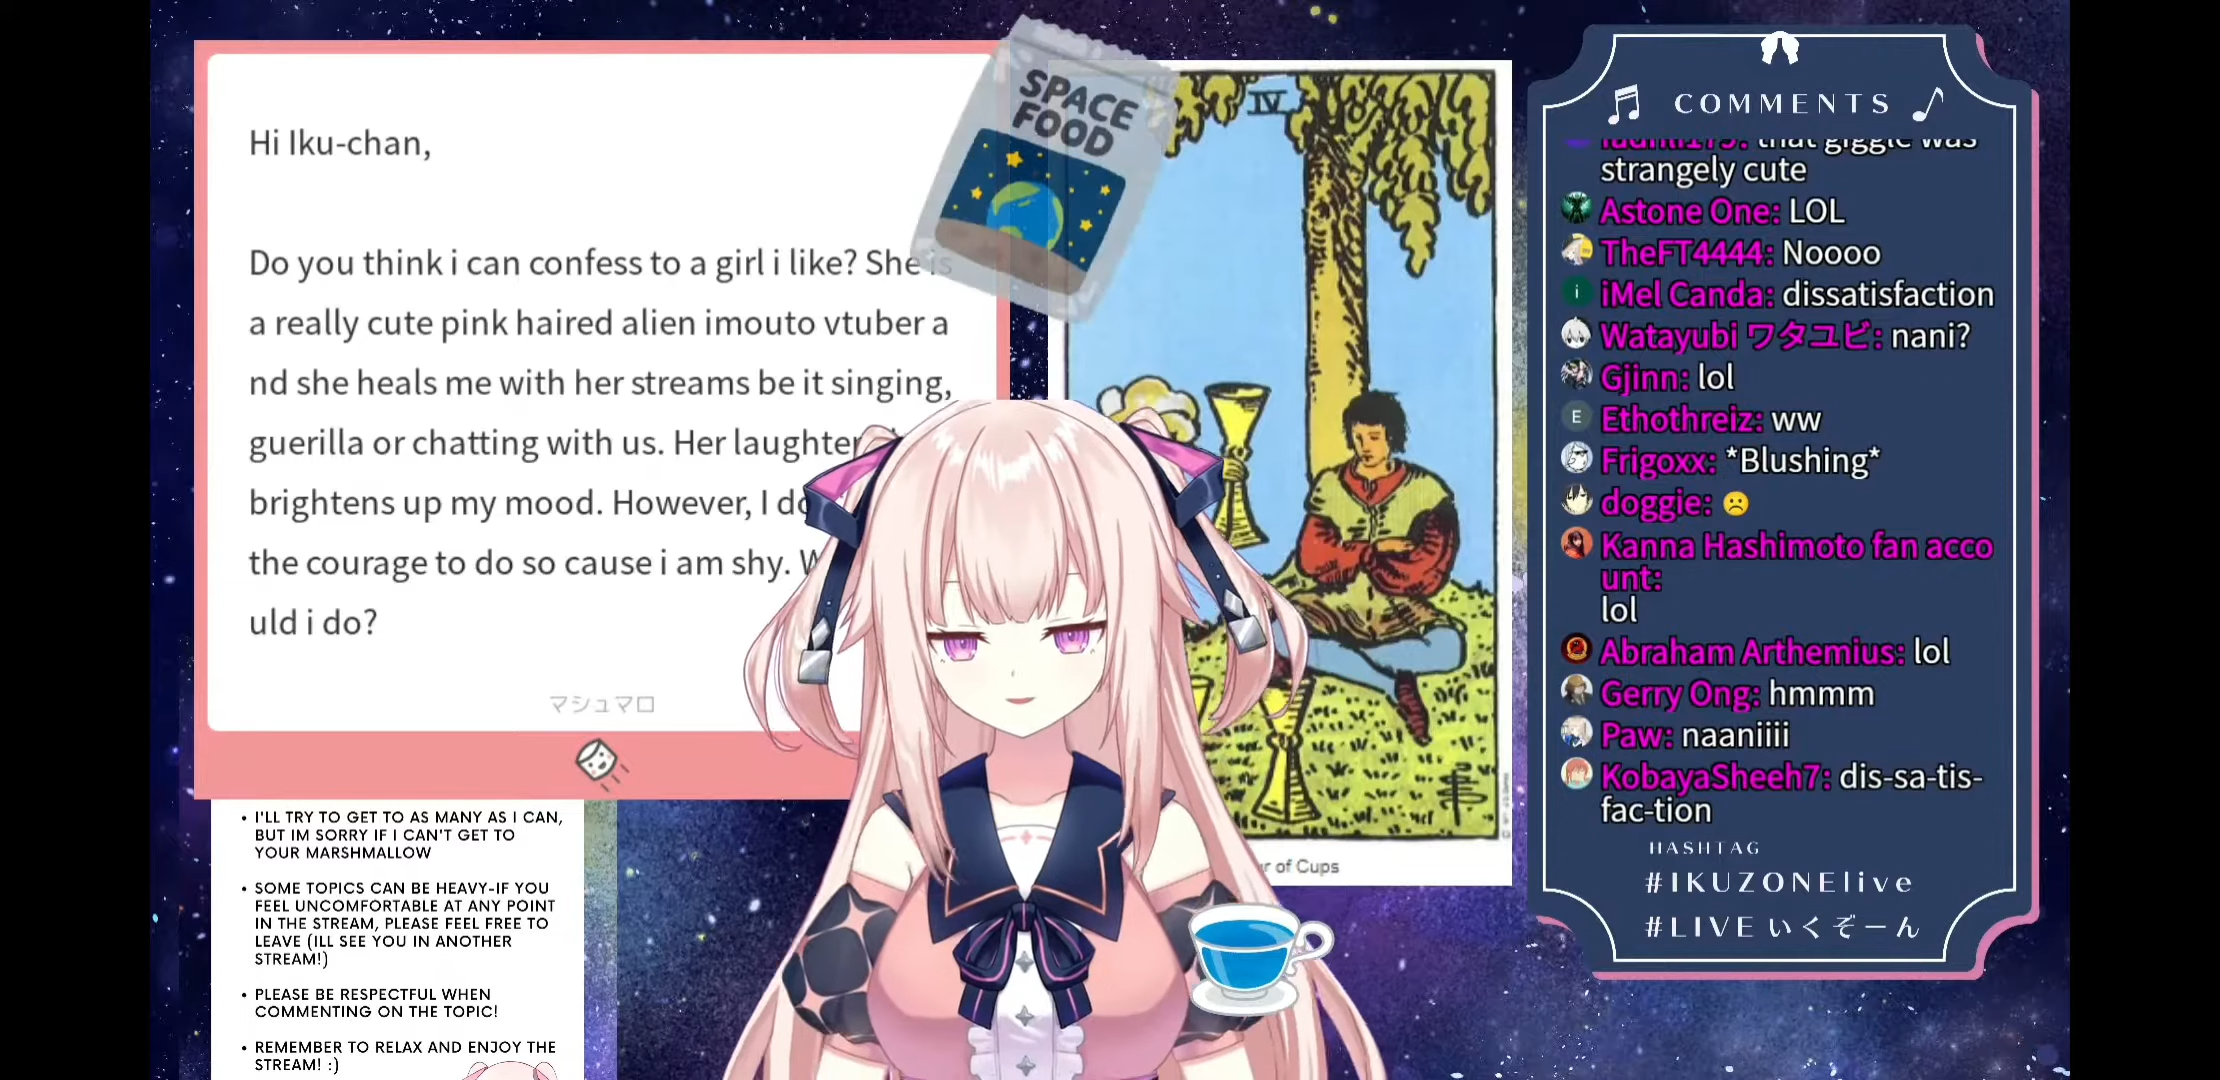 Hi Iku-chan,
Do you think i can confess to a girl i like? She is
a really cute pink haired alien imouto vtuber a
nd she heals me with her streams be it singing,
guerilla or chatting with us. Her laughter
brightens up my mood. However, I do
the courage to do so cause i am shy. W
uld i do?
マシュマロ
SPACE
FOOD
IV
r of Cups
• I'LL TRY TO GET TO AS MANY AS I CAN,
BUT IM SORRY IF I CAN'T GET TO
YOUR MARSHMALLOW
• SOME TOPICS CAN BE HEAVY-IF YOU
FEEL UNCOMFORTABLE AT ANY POINT
IN THE STREAM, PLEASE FEEL FREE TO
LEAVE (ILL SEE YOU IN ANOTHER
STREAM!)
• PLEASE BE RESPECTFUL WHEN
COMMENTING ON THE TOPIC!
• REMEMBER TO RELAX AND ENJOY THE
STREAM! :)
COMMENTS
that giggle was
strangely cute
Astone One: LOL
TheFT4444: Noooo
i iMel Canda: dissatisfaction
Watayubi ワタユビ: nani?
Gjinn: lol
E Ethothreiz: ww
Frigoxx: *Blushing*
doggie: ☹
Kanna Hashimoto fan acco
unt:
lol
Abraham Arthemius: lol
Gerry Ong: hmmm
Paw: naaniiii
KobayaSheeh7: dis-sa-tis-
fac-tion
HASHTAG
#IKUZONElive
#LIVEいくぞーん